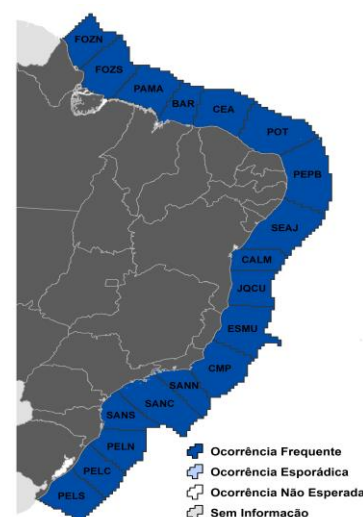 FOZN
FOZS
PAMA
BAR
CEA
POT
PEPB
SEAJ
CALM
JQCU
ESMU
CMP
SANN
SANC
SANS
PELN
PELC
PELS
Ocorrência Frequente
Ocorrência Esporádica
Ocorrência Não Esperada
Sem Informação